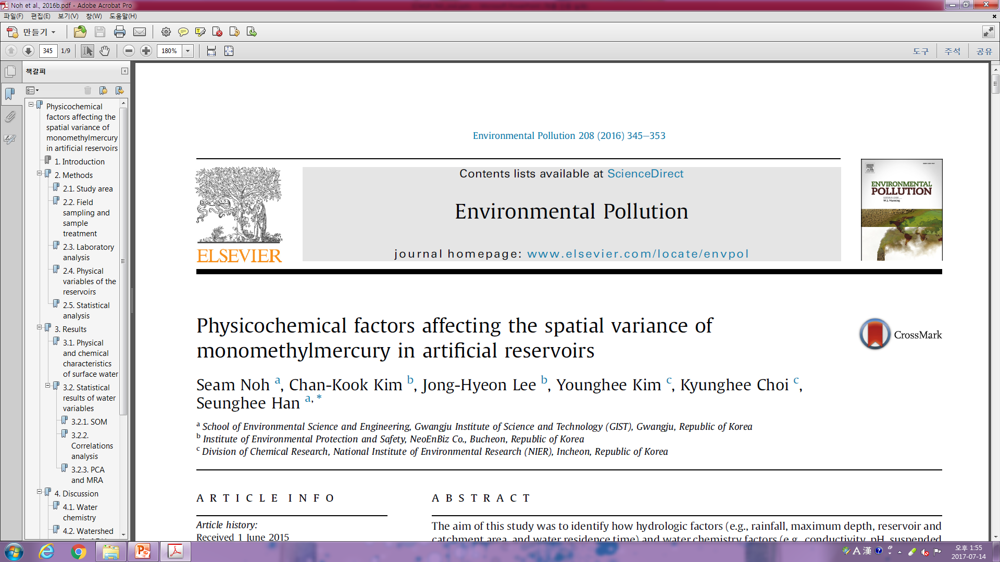 Noh et al., 2016b.pdf - Adobe Acrobat Pro
파일(F) 편집(E) 보기(V) 창(W) 도움말(H)
만들기
345 1/9 180% 도구 주석 공유
책갈피
Physicochemical
factors affecting the
spatial variance of
monomethylmercury
in artificial reservoirs
1. Introduction
2. Methods
2.1. Study area
2.2. Field
sampling and
sample
treatment
2.3. Laboratory
analysis
2.4. Physical
variables of the
reservoirs
2.5. Statistical
analysis
3. Results
3.1. Physical
and chemical
characteristics
of surface water
3.2. Statistical
results of water
variables
3.2.1. SOM
3.2.2.
Correlations
analysis
3.2.3. PCA
and MRA
4. Discussion
4.1. Water
chemistry
4.2. Watershed
Environmental Pollution 208 (2016) 345–353
NON SOLUS
ELSEVIER
Contents lists available at ScienceDirect
Environmental Pollution
journal homepage: www.elsevier.com/locate/envpol
ENVIRONMENTAL
POLLUTION
W.J. Manning
Physicochemical factors affecting the spatial variance of
monomethylmercury in artificial reservoirs
CrossMark
Seam Noh a, Chan-Kook Kim b, Jong-Hyeon Lee b, Younghee Kim c, Kyunghee Choi c,
Seunghee Han a, *
a School of Environmental Science and Engineering, Gwangju Institute of Science and Technology (GIST), Gwangju, Republic of Korea
b Institute of Environmental Protection and Safety, NeoEnBiz Co., Bucheon, Republic of Korea
c Division of Chemical Research, National Institute of Environmental Research (NIER), Incheon, Republic of Korea
ARTICLE INFO
Article history:
Received 1 June 2015
ABSTRACT
The aim of this study was to identify how hydrologic factors (e.g., rainfall, maximum depth, reservoir and
catchment area, and water residence time) and water chemistry factors (e.g., conductivity, pH, suspended
A 漢
오후 1:55
2017-07-14